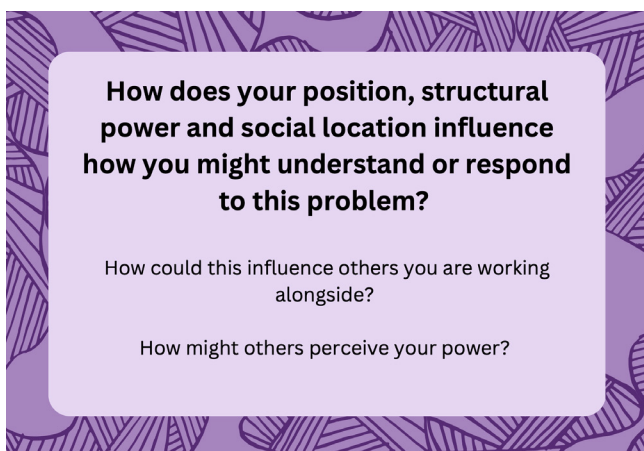 How does your position, structural
power and social location influence
how you might understand or respond
to this problem?
How could this influence others you are working
alongside?
How might others perceive your power?